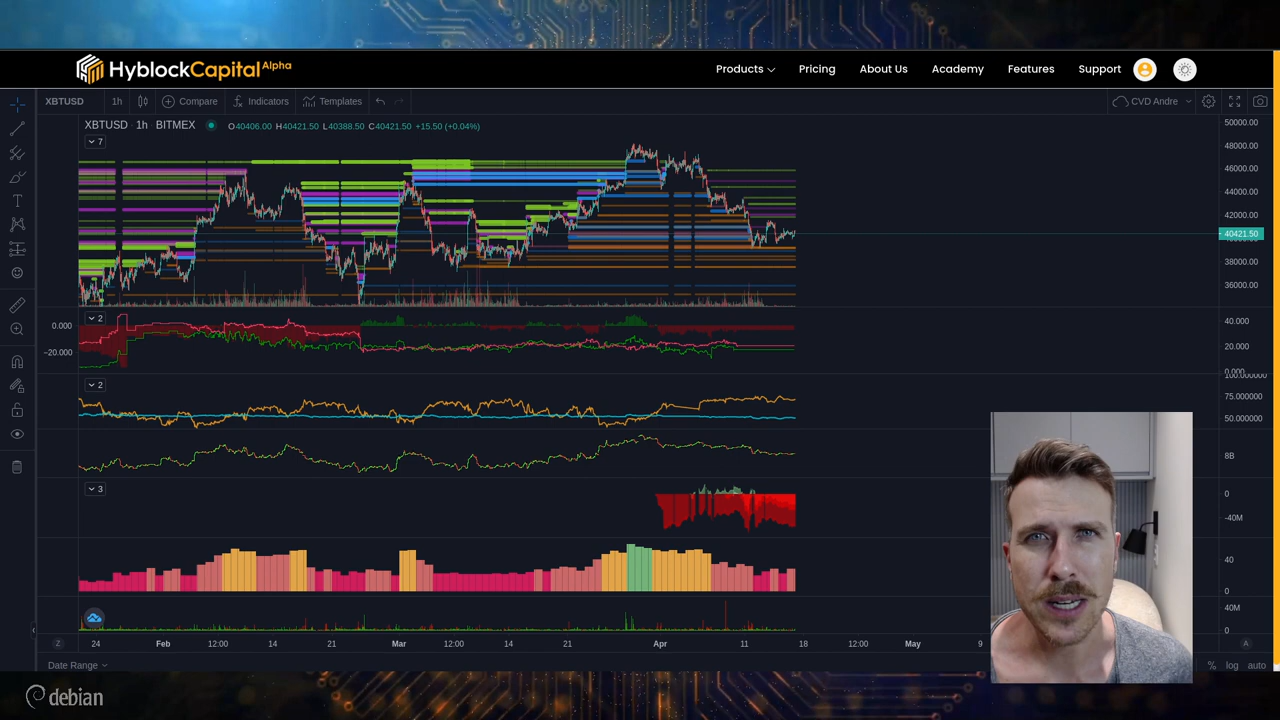 HyblockCapital Alpha
Products
Pricing
About Us
Academy
Features
Support
XBTUSD
1h
Compare
Indicators
Templates
CVD Andre
XBTUSD 1h BITMEX O40406.00 H40421.50 L40388.50 C40421.50 +15.50 (+0.04%)
7
50000.00
48000.00
46000.00
44000.00
42000.00
40421.50
38000.00
36000.00
2
0.000
−20.000
40.000
20.000
0.000
2
100.000000
75.000000
50.000000
8B
3
0
-40M
40
0
40M
0
Z
24
Feb
12:00
14
21
Mar
12:00
14
21
Apr
11
18
12:00
May
9
A
Date Range
% log auto
debian